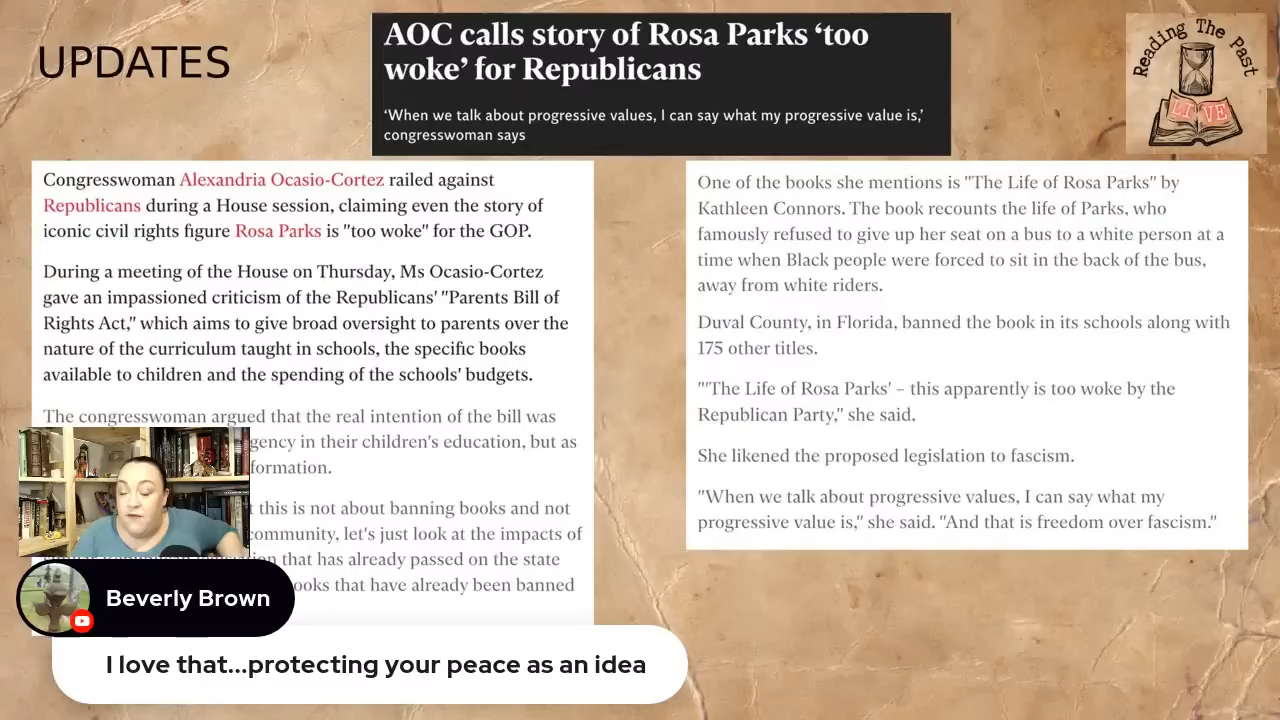 UPDATES
AOC calls story of Rosa Parks ‘too
woke’ for Republicans
‘When we talk about progressive values, I can say what my progressive value is,’
congresswoman says
Reading The Past
LIVE
Congresswoman Alexandria Ocasio-Cortez railed against
Republicans during a House session, claiming even the story of
iconic civil rights figure Rosa Parks is "too woke" for the GOP.
During a meeting of the House on Thursday, Ms Ocasio-Cortez
gave an impassioned criticism of the Republicans' "Parents Bill of
Rights Act," which aims to give broad oversight to parents over the
nature of the curriculum taught in schools, the specific books
available to children and the spending of the schools' budgets.
The congresswoman argued that the real intention of the bill was
gency in their children's education, but as
formation.
t this is not about banning books and not
community, let's just look at the impacts of
that has already passed on the state
ooks that have already been banned
One of the books she mentions is "The Life of Rosa Parks" by
Kathleen Connors. The book recounts the life of Parks, who
famously refused to give up her seat on a bus to a white person at a
time when Black people were forced to sit in the back of the bus,
away from white riders.
Duval County, in Florida, banned the book in its schools along with
175 other titles.
"'The Life of Rosa Parks' – this apparently is too woke by the
Republican Party," she said.
She likened the proposed legislation to fascism.
"When we talk about progressive values, I can say what my
progressive value is," she said. "And that is freedom over fascism."
Beverly Brown
I love that...protecting your peace as an idea